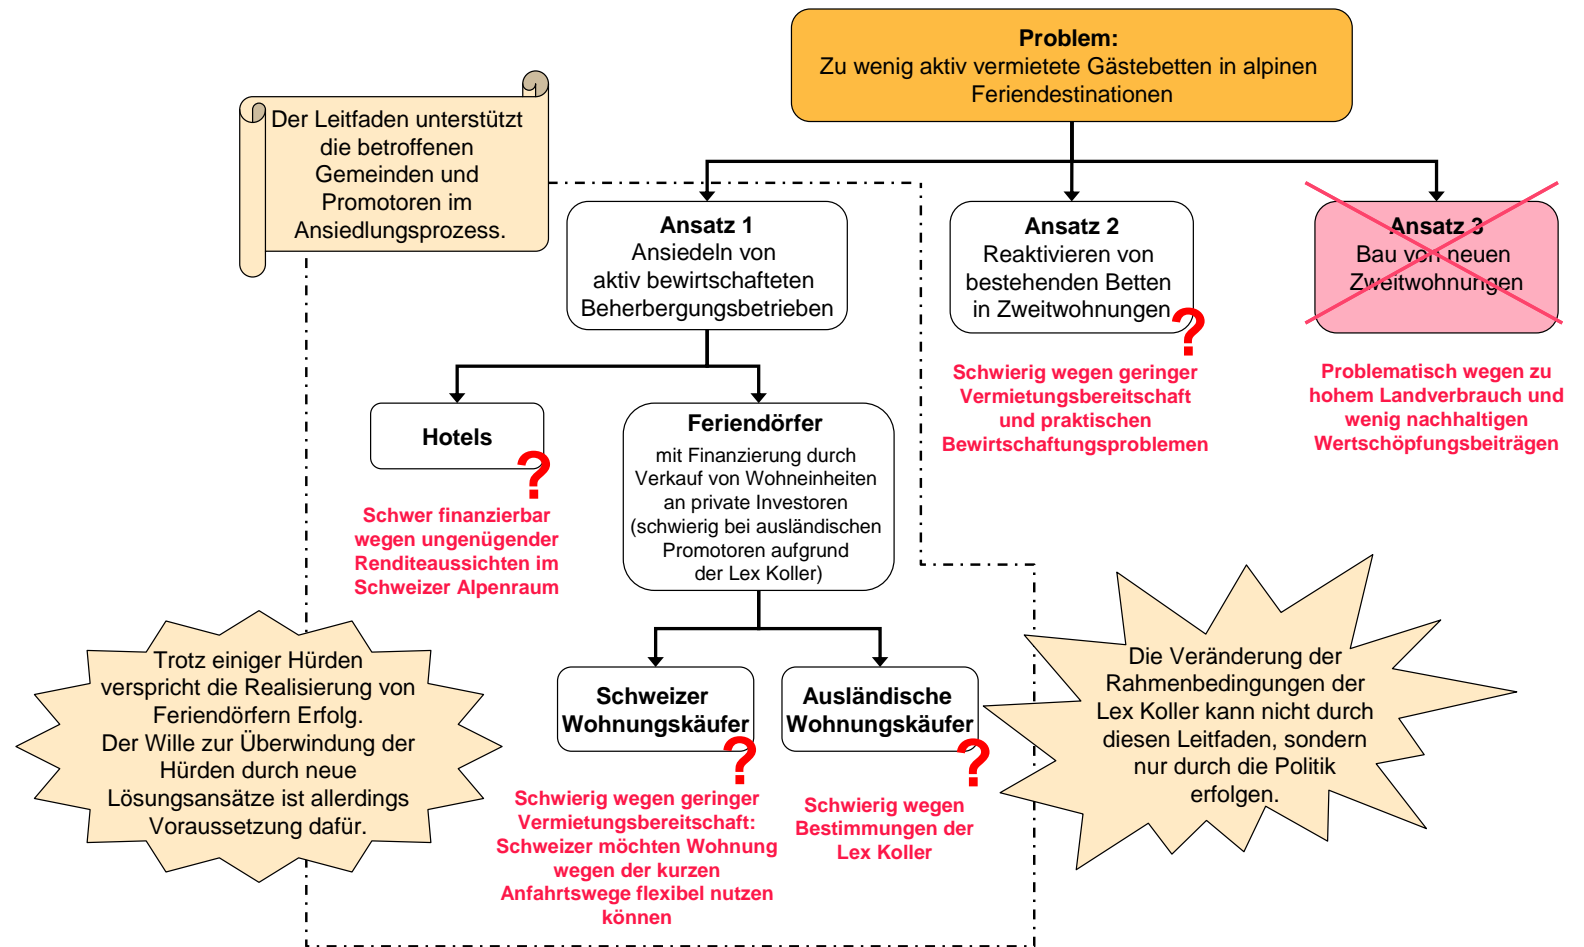 Problem:
Zu wenig aktiv vermietete Gästebetten in alpinen
Feriendestinationen
Der Leitfaden unterstützt
die betroffenen
Gemeinden und
Promotoren im
Ansiedlungsprozess.
Ansatz 1
Ansiedeln von
aktiv bewirtschafteten
Beherbergungsbetrieben
Ansatz 2
Reaktivieren von
bestehenden Betten
in Zweitwohnungen
?
Schwierig wegen geringer
Vermietungsbereitschaft
und praktischen
Bewirtschaftungsproblemen
Ansatz 3
Bau von neuen
Zweitwohnungen
Problematisch wegen zu
hohem Landverbrauch und
wenig nachhaltigen
Wertschöpfungsbeiträgen
Hotels
?
Schwer finanzierbar
wegen ungenügender
Renditeaussichten im
Schweizer Alpenraum
Feriendörfer
mit Finanzierung durch
Verkauf von Wohneinheiten
an private Investoren
(schwierig bei ausländischen
Promotoren aufgrund
der Lex Koller)
Trotz einiger Hürden
verspricht die Realisierung von
Feriendörfern Erfolg.
Der Wille zur Überwindung der
Hürden durch neue
Lösungsansätze ist allerdings
Voraussetzung dafür.
Schweizer
Wohnungskäufer
?
Schwierig wegen geringer
Vermietungsbereitschaft:
Schweizer möchten Wohnung
wegen der kurzen
Anfahrtswege flexibel nutzen
können
Ausländische
Wohnungskäufer
?
Schwierig wegen
Bestimmungen der
Lex Koller
Die Veränderung der
Rahmenbedingungen der
Lex Koller kann nicht durch
diesen Leitfaden, sondern
nur durch die Politik
erfolgen.